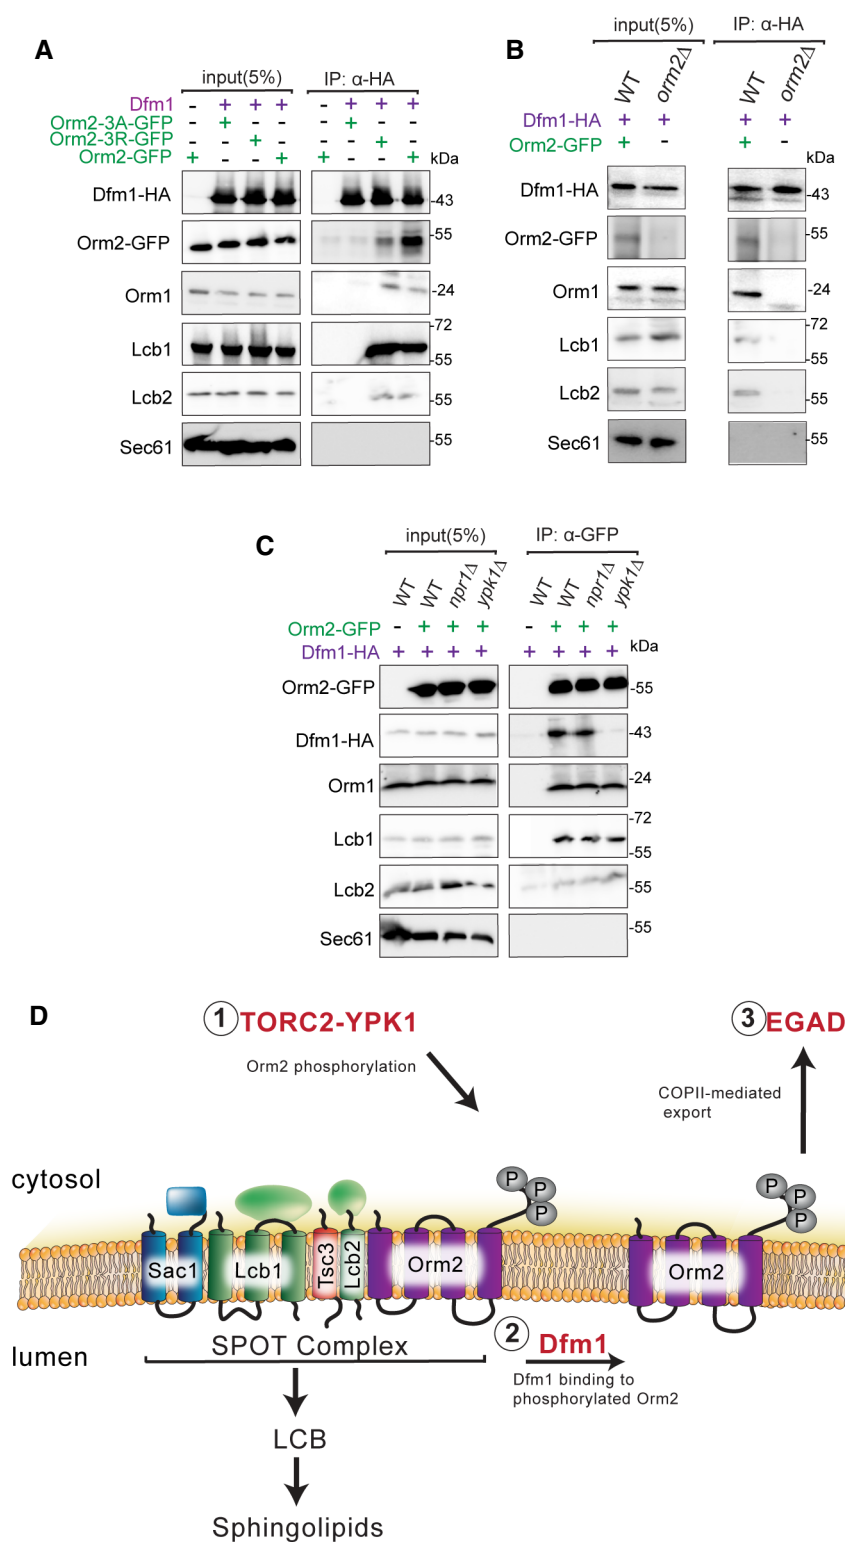 A
input(5%) IP: α-HA
Dfm1 - + + + - + + +
Orm2-3A-GFP - + - - - + - -
Orm2-3R-GFP - - + - - - + -
Orm2-GFP + - - + + - - + kDa
Dfm1-HA -43
Orm2-GFP -55
Orm1 -24
Lcb1 -72
-55
Lcb2 -55
Sec61 -55
B
input(5%) IP: α-HA
WT orm2Δ WT orm2Δ
Dfm1-HA + + + +
Orm2-GFP + - + -
kDa
Dfm1-HA -43
Orm2-GFP -55
Orm1 -24
Lcb1 -72
-55
Lcb2 -55
Sec61 -55
C
input(5%) IP: α-GFP
WT WT npr1Δ ypk1Δ WT WT npr1Δ ypk1Δ
Orm2-GFP - + + + - + + +
Dfm1-HA + + + + + + + + kDa
Orm2-GFP -55
Dfm1-HA -43
Orm1 -24
Lcb1 -72
-55
Lcb2 -55
Sec61 -55
D
1 TORC2-YPK1
Orm2 phosphorylation
3 EGAD
COPII-mediated
export
cytosol
P P P
P P P
Sac1 Lcb1 Tsc3 Lcb2 Orm2 Orm2
lumen
SPOT Complex
2 Dfm1
Dfm1 binding to
phosphorylated Orm2
LCB
Sphingolipids